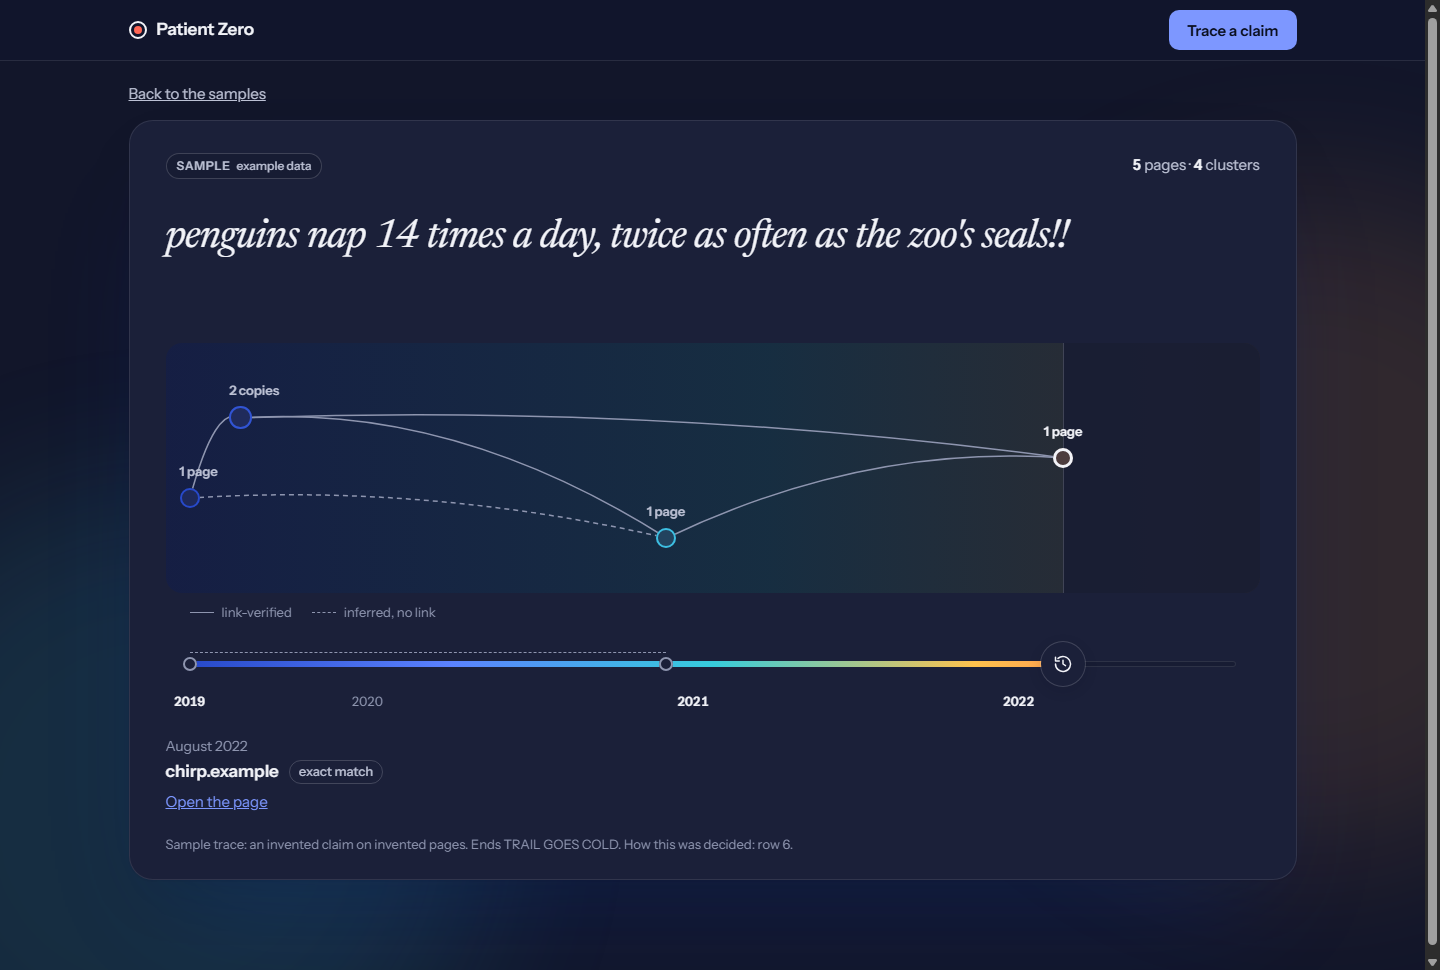 Patient Zero
Trace a claim
Back to the samples
SAMPLE example data
5 pages · 4 clusters
penguins nap 14 times a day, twice as often as the zoo's seals!!
2 copies
1 page
1 page
1 page
link-verified
inferred, no link
2019
2020
2021
2022
August 2022
chirp.example exact match
Open the page
Sample trace: an invented claim on invented pages. Ends TRAIL GOES COLD. How this was decided: row 6.